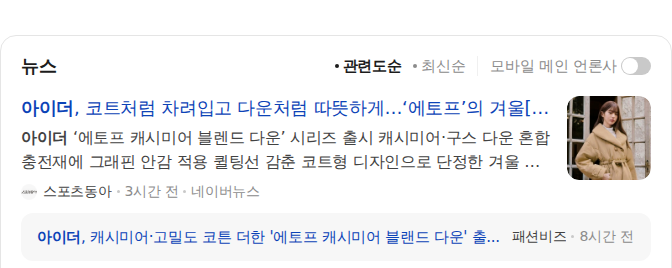 뉴스
• 관련도순 • 최신순 모바일 메인 언론사
아이더, 코트처럼 차려입고 다운처럼 따뜻하게…‘에토프’의 겨울[...
아이더 ‘에토프 캐시미어 블렌드 다운’ 시리즈 출시 캐시미어·구스 다운 혼합
충전재에 그래핀 안감 적용 퀼팅선 감춘 코트형 디자인으로 단정한 겨울 ...
스포츠동아 • 3시간 전 • 네이버뉴스
아이더, 캐시미어·고밀도 코튼 더한 '에토프 캐시미어 블랜드 다운' 출... 패션비즈 • 8시간 전